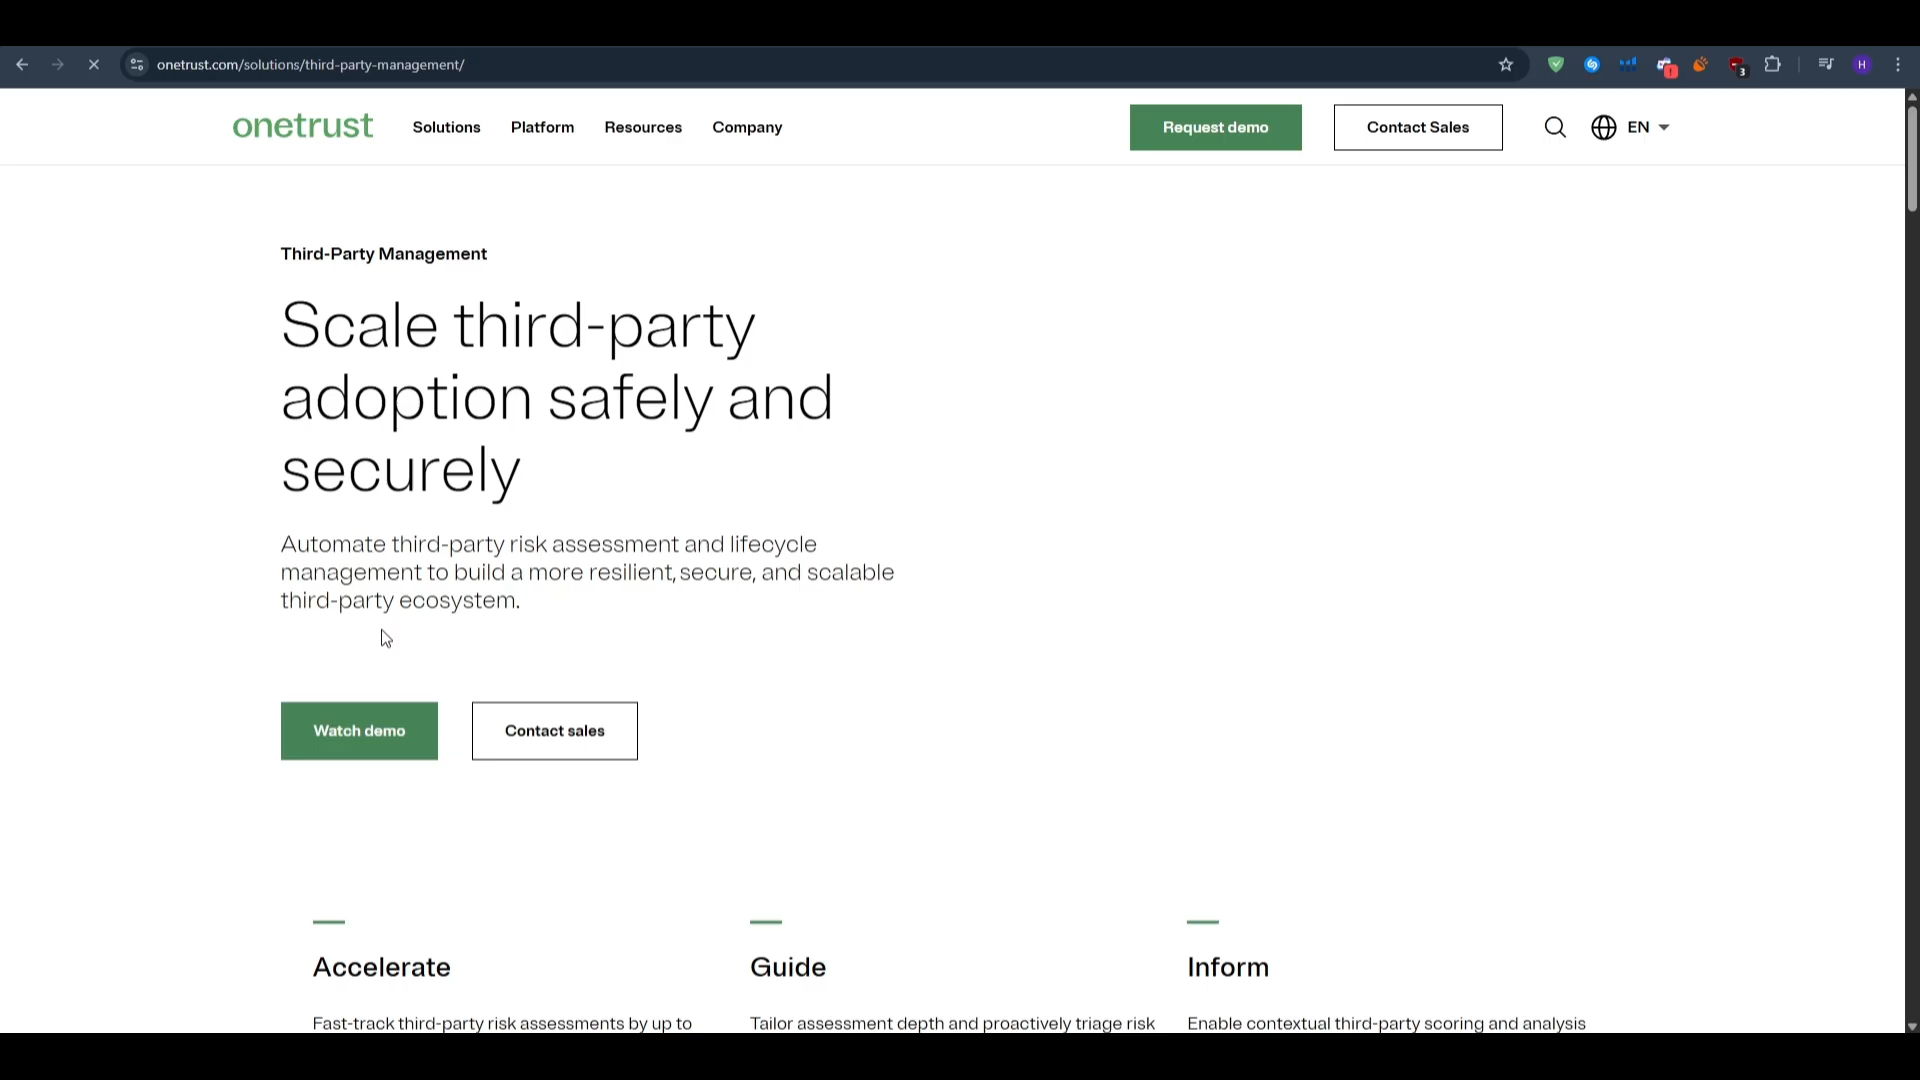 onetrust.com/solutions/third-party-management/
3
H
onetrust
Solutions
Platform
Resources
Company
Request demo
Contact Sales
EN
Third-Party Management
Scale third-party
adoption safely and
securely
Automate third-party risk assessment and lifecycle
management to build a more resilient, secure, and scalable
third-party ecosystem.
Watch demo
Contact sales
Accelerate
Fast-track third-party risk assessments by up to
Guide
Tailor assessment depth and proactively triage risk
Inform
Enable contextual third-party scoring and analysis